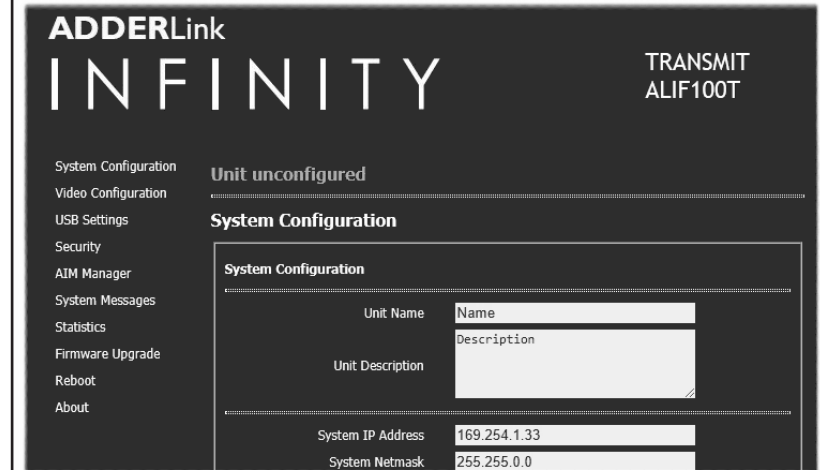 ADDERLink
INFINITY
TRANSMIT
ALIF100T
System Configuration
Video Configuration
USB Settings
Security
AIM Manager
System Messages
Statistics
Firmware Upgrade
Reboot
About
Unit unconfigured
System Configuration
System Configuration
Unit Name Name
Unit Description Description
System IP Address 169.254.1.33
System Netmask 255.255.0.0